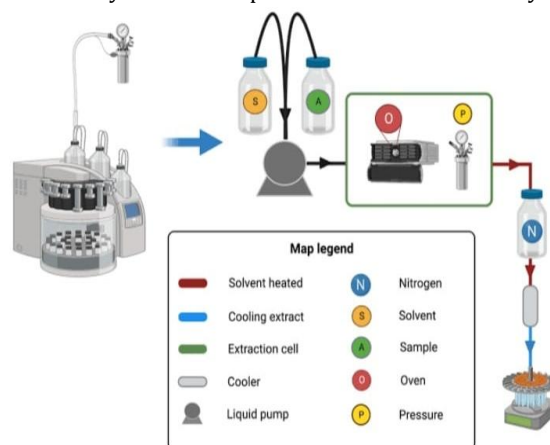 S
A
O
P
N
Map legend
Solvent heated
N
Nitrogen
Cooling extract
S
Solvent
Extraction cell
A
Sample
Cooler
O
Oven
Liquid pump
P
Pressure